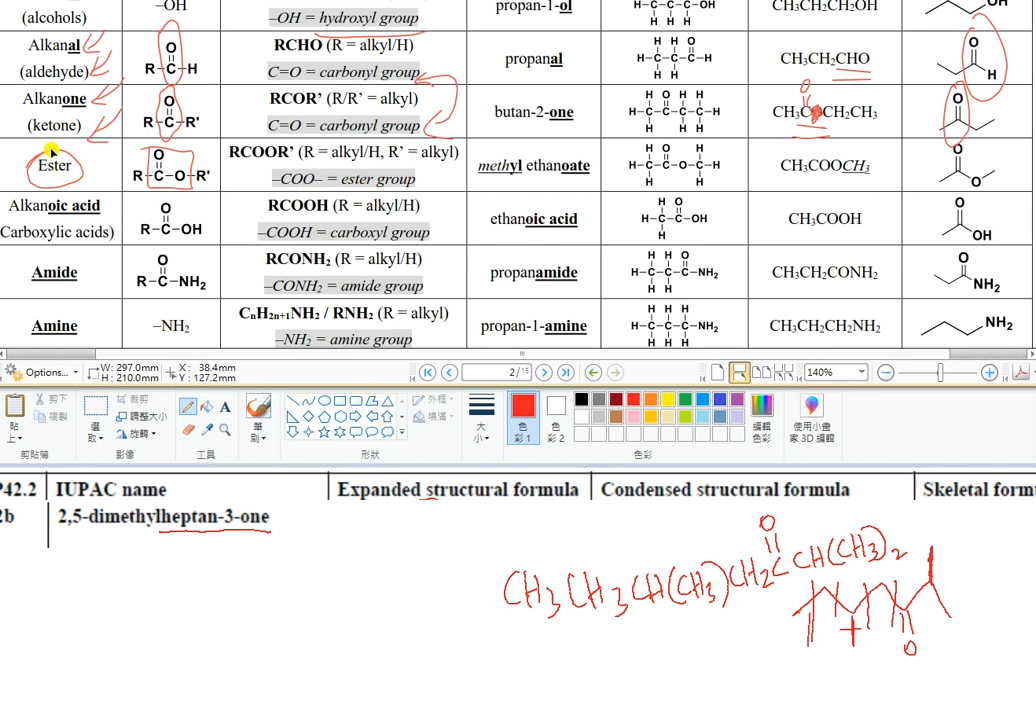 (alcohols) –OH –OH = hydroxyl group propan-1-ol CH3CH2CH2OH
Alkanal (aldehyde) R–C–H O RCHO (R = alkyl/H) C=O = carbonyl group propanal CH3CH2CHO
Alkanone (ketone) R–C–R' O RCOR’ (R/R’ = alkyl) C=O = carbonyl group butan-2-one CH3COCH2CH3
Ester R–C–O–R' O RCOOR’ (R = alkyl/H, R’ = alkyl) –COO– = ester group methyl ethanoate CH3COOCH3
Alkanoic acid (Carboxylic acids) R–C–OH O RCOOH (R = alkyl/H) –COOH = carboxyl group ethanoic acid CH3COOH OH
Amide R–C–NH2 O RCONH2 (R = alkyl/H) –CONH2 = amide group propanamide CH3CH2CONH2 NH2
Amine –NH2 CnH2n+1NH2 / RNH2 (R = alkyl) –NH2 = amine group propan-1-amine CH3CH2CH2NH2 NH2
Options... W: 297.0mm H: 210.0mm X: 38.4mm Y: 127.2mm 2/15 140%
貼上 剪下 複製 選取 裁剪 調整大小 旋轉 A 筆刷 外框 填滿 大小 色彩 1 色彩 2 編輯色彩 使用小畫家 3D 編輯
剪貼簿 影像 工具 形狀 色彩
P42.2 IUPAC name Expanded structural formula Condensed structural formula Skeletal form
2b 2,5-dimethylheptan-3-one
O
CH3CH3CH(CH3)CH2CCH(CH3)2
O